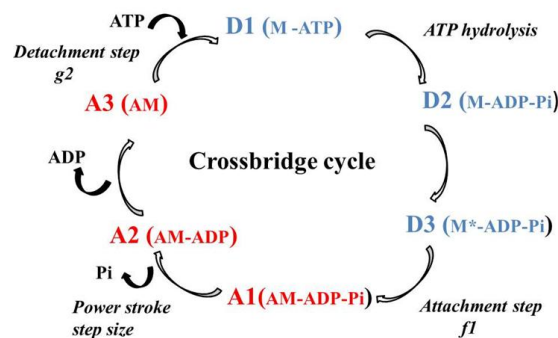 ATP
D1 (M -ATP)
ATP hydrolysis
Detachment step
g2
A3 (AM)
D2 (M-ADP-Pi)
ADP
Crossbridge cycle
A2 (AM-ADP)
D3 (M*-ADP-Pi)
Pi
A1(AM-ADP-Pi)
Power stroke
step size
Attachment step
f1